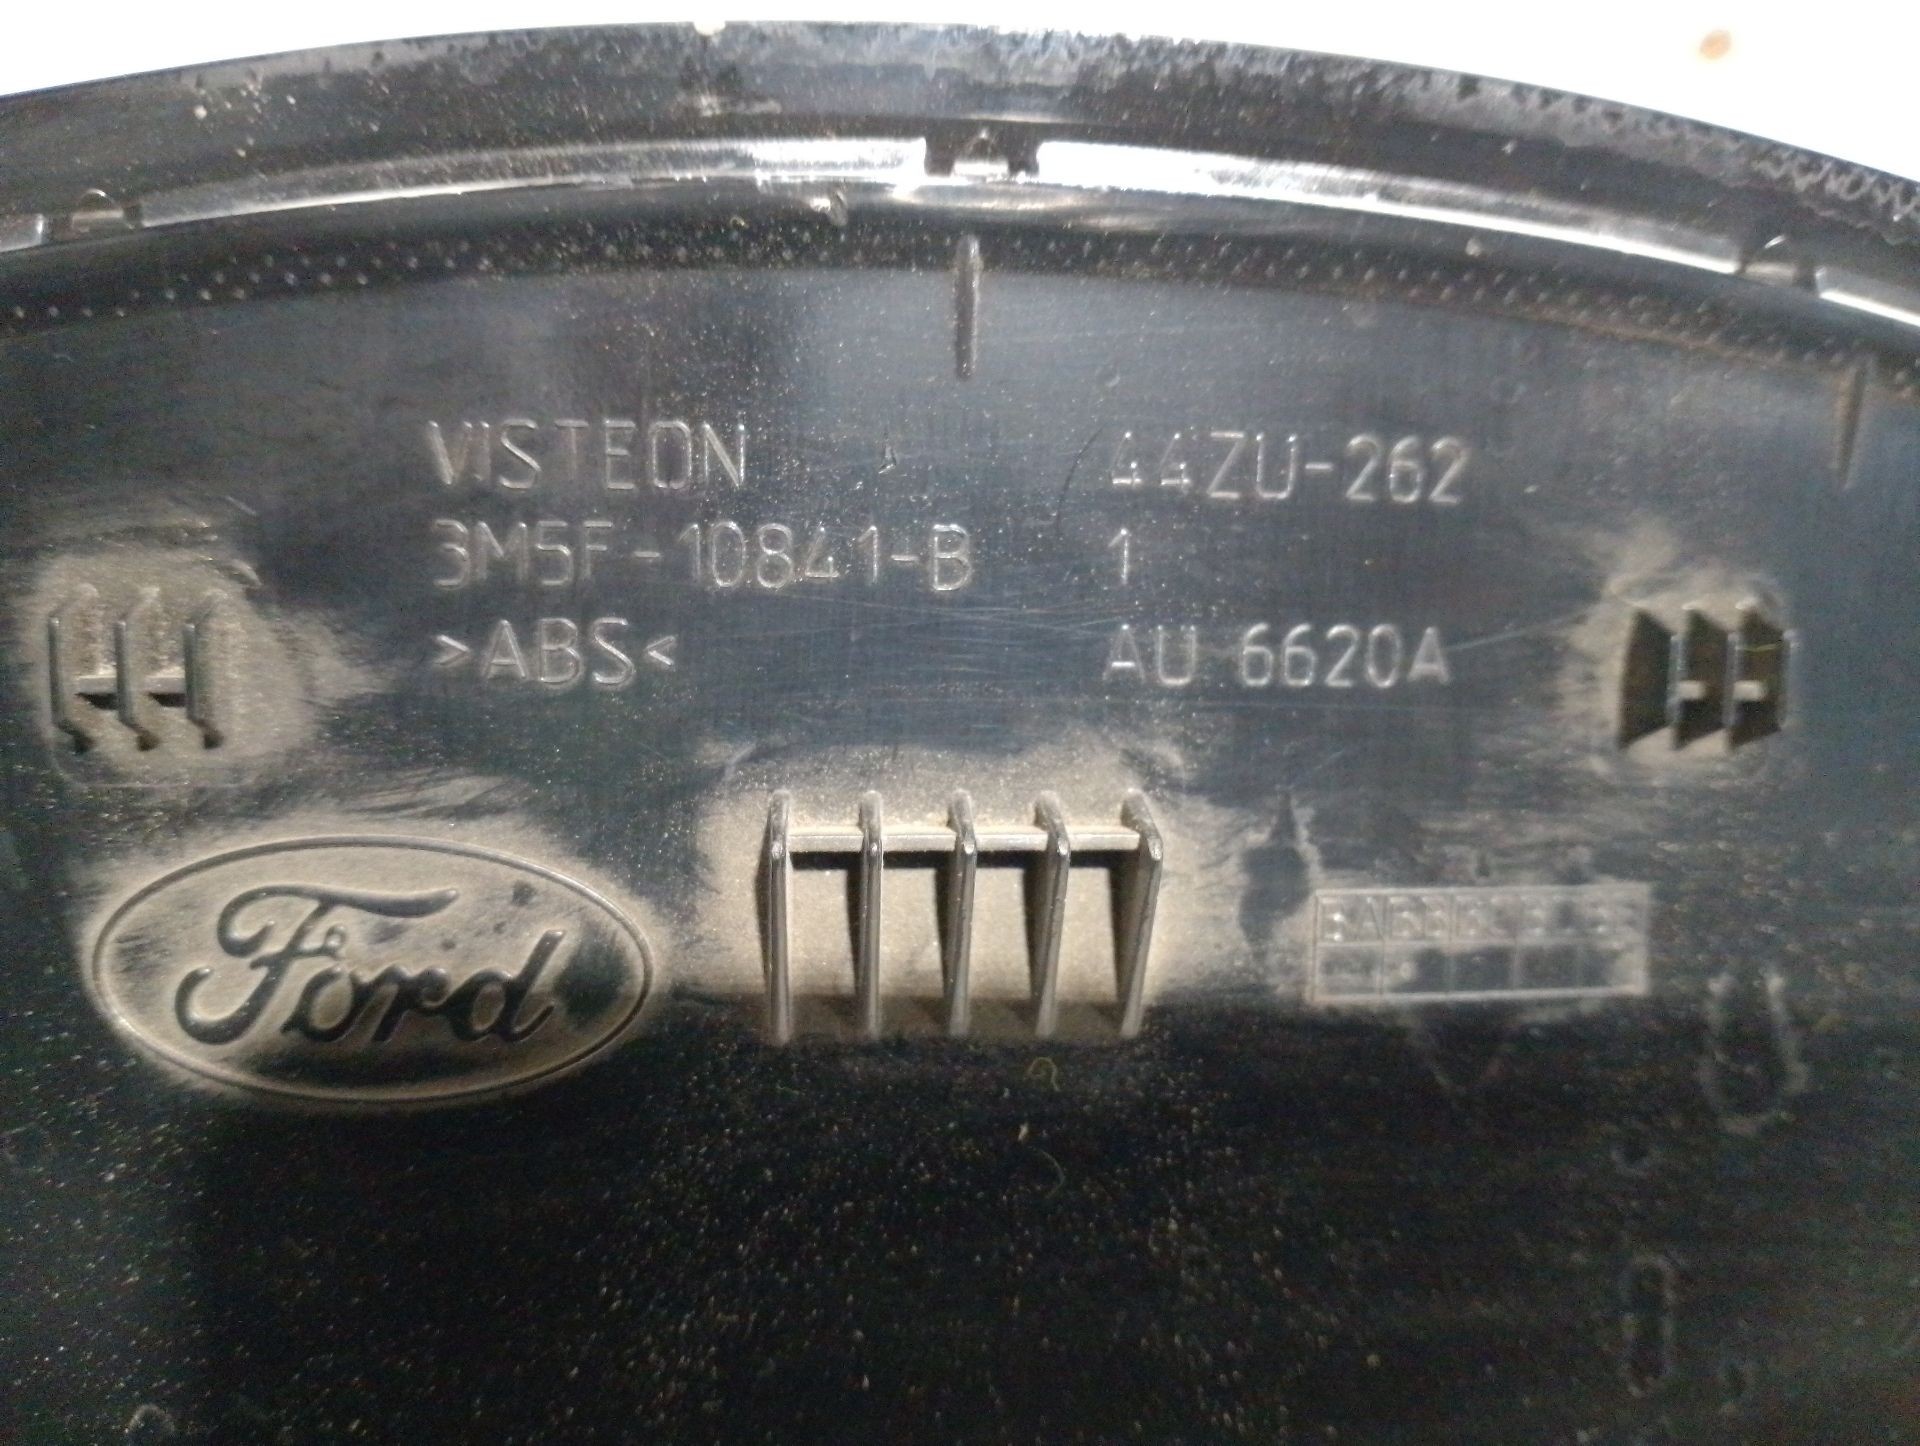 VISTEON 44ZU-262
3M5F-10841-B 1
>ABS< AU 6620A
Ford